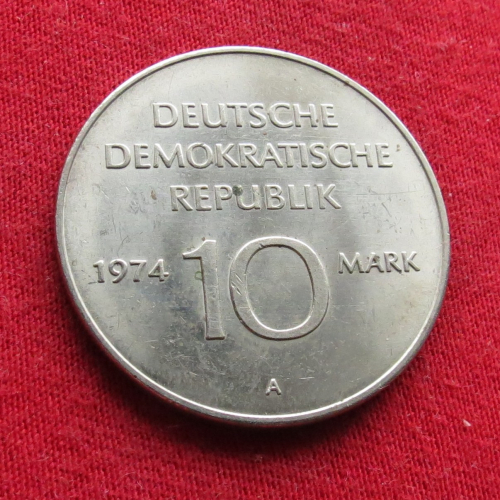 DEUTSCHE
DEMOKRATISCHE
REPUBLIK
1974 10 MARK
A